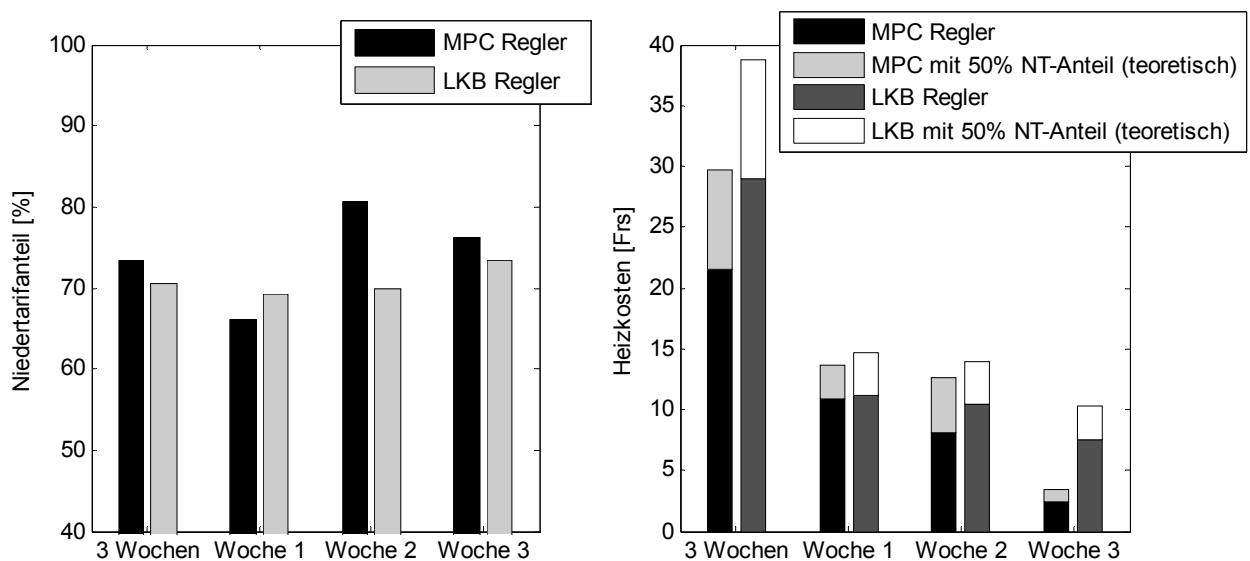 MPC Regler
LKB Regler
Niedertarifanteil [%]
100
90
80
70
60
50
40
3 Wochen
Woche 1
Woche 2
Woche 3
MPC Regler
MPC mit 50% NT-Anteil (teoretisch)
LKB Regler
LKB mit 50% NT-Anteil (teoretisch)
Heizkosten [Frs]
40
35
30
25
20
15
10
5
0
3 Wochen
Woche 1
Woche 2
Woche 3